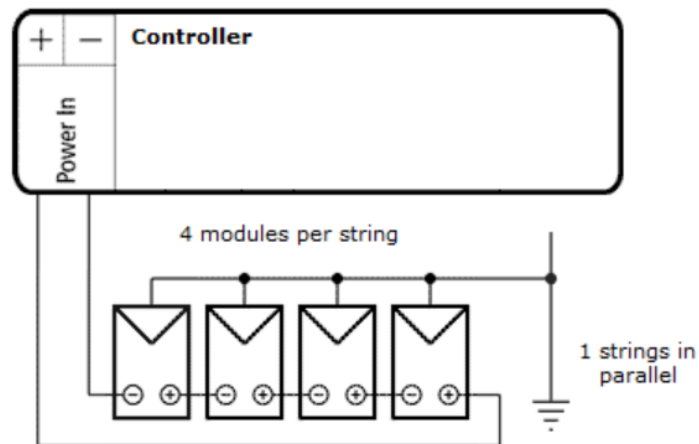 + − Controller
Power In
4 modules per string
1 strings in
parallel
− + − + − + − +